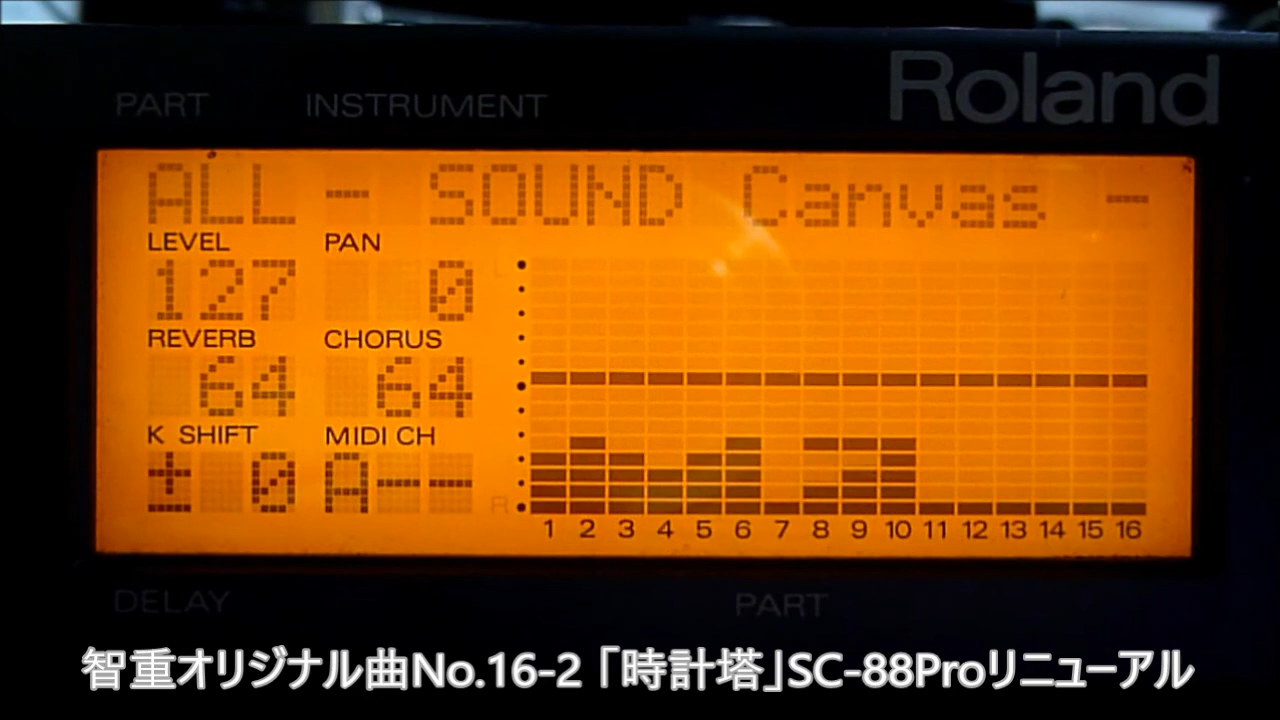 Roland
PART INSTRUMENT
ALL - SOUND Canvas -
LEVEL PAN
127 0
REVERB CHORUS
64 64
K SHIFT MIDI CH
± 0 A--
L
R
1 2 3 4 5 6 7 8 9 10 11 12 13 14 15 16
DELAY PART
智重オリジナル曲No.16-2「時計塔」SC-88Proリニューアル